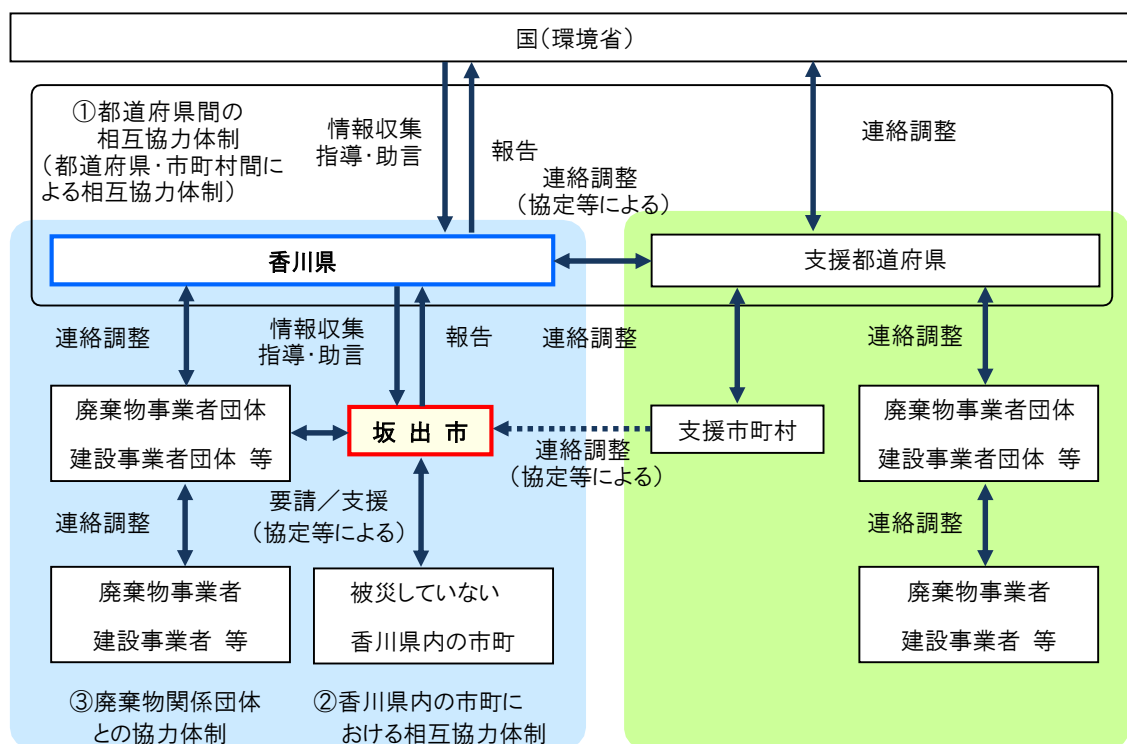 国（環境省）
①都道府県間の
相互協力体制
（都道府県・市町村間に
よる相互協力体制）
情報収集
指導・助言
報告
連絡調整
（協定等による）
連絡調整
香川県
支援都道府県
連絡調整
情報収集
指導・助言
報告
連絡調整
連絡調整
廃棄物事業者団体
建設事業者団体 等
坂 出 市
支援市町村
廃棄物事業者団体
建設事業者団体 等
連絡調整
（協定等による）
連絡調整
要請／支援
（協定等による）
連絡調整
廃棄物事業者
建設事業者 等
被災していない
香川県内の市町
廃棄物事業者
建設事業者 等
③廃棄物関係団体
との協力体制
②香川県内の市町に
おける相互協力体制